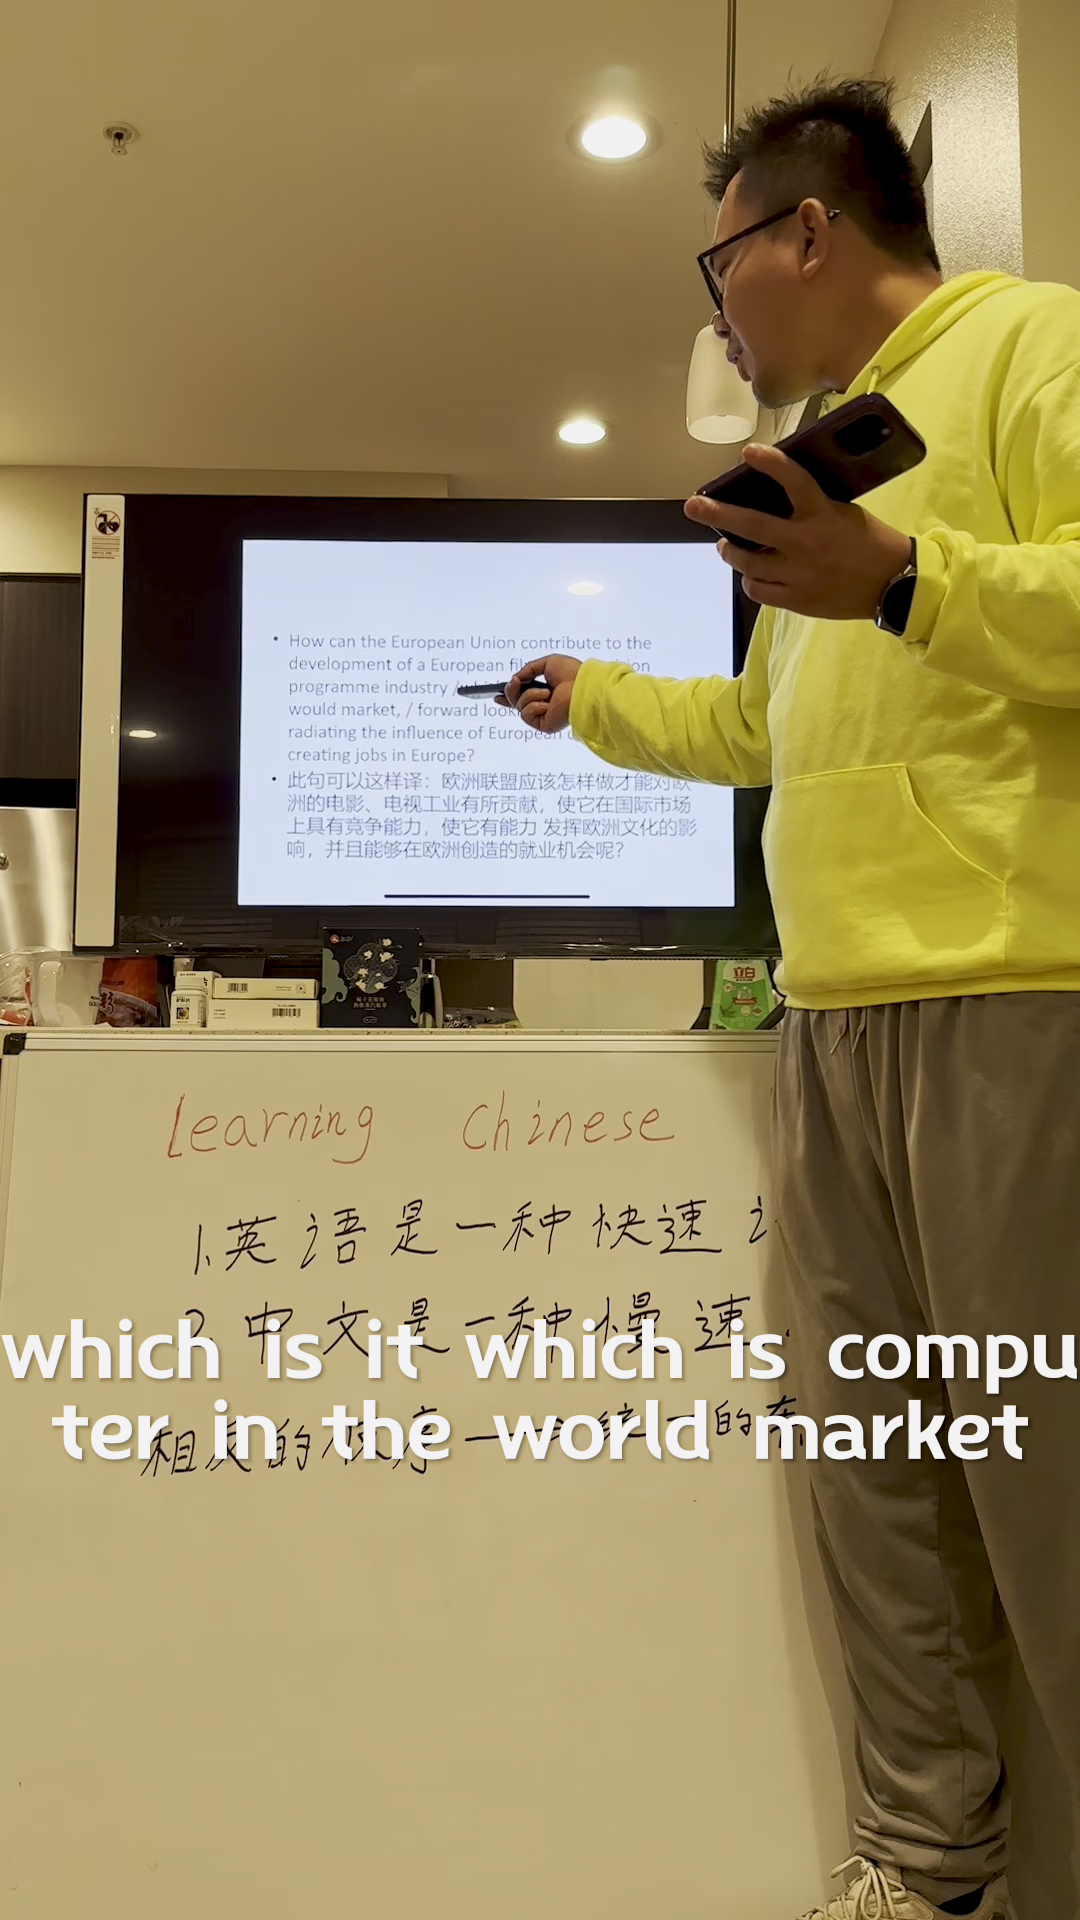 • How can the European Union contribute to the
development of a European
programme industry /
would market, / forward
radiating the influence of European
creating jobs in Europe?
• 此句可以这样译：欧洲联盟应该怎样做才能对欧
洲的电影、电视工业有所贡献，使它在国际市场
上具有竞争能力，使它有能力 发挥欧洲文化的影
响，并且能够在欧洲创造的就业机会呢？
立白
learning chinese
1.英语是一种快速
2.中文是一种慢速
which is it which is compu
ter in the world market
相反的
的